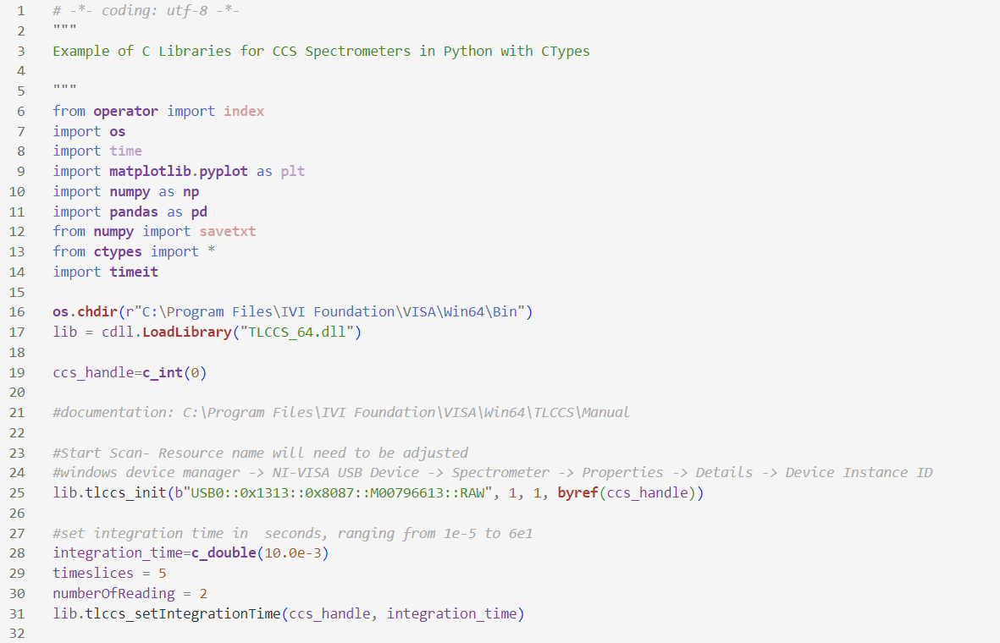 1 # -*- coding: utf-8 -*-
2 """
3 Example of C Libraries for CCS Spectrometers in Python with CTypes
4
5 """
6 from operator import index
7 import os
8 import time
9 import matplotlib.pyplot as plt
10 import numpy as np
11 import pandas as pd
12 from numpy import savetxt
13 from ctypes import *
14 import timeit
15
16 os.chdir(r"C:\Program Files\IVI Foundation\VISA\Win64\Bin")
17 lib = cdll.LoadLibrary("TLCCS_64.dll")
18
19 ccs_handle=c_int(0)
20
21 #documentation: C:\Program Files\IVI Foundation\VISA\Win64\TLCCS\Manual
22
23 #Start Scan- Resource name will need to be adjusted
24 #windows device manager -> NI-VISA USB Device -> Spectrometer -> Properties -> Details -> Device Instance ID
25 lib.tlccs_init(b"USB0::0x1313::0x8087::M00796613::RAW", 1, 1, byref(ccs_handle))
26
27 #set integration time in  seconds, ranging from 1e-5 to 6e1
28 integration_time=c_double(10.0e-3)
29 timeslices = 5
30 numberOfReading = 2
31 lib.tlccs_setIntegrationTime(ccs_handle, integration_time)
32